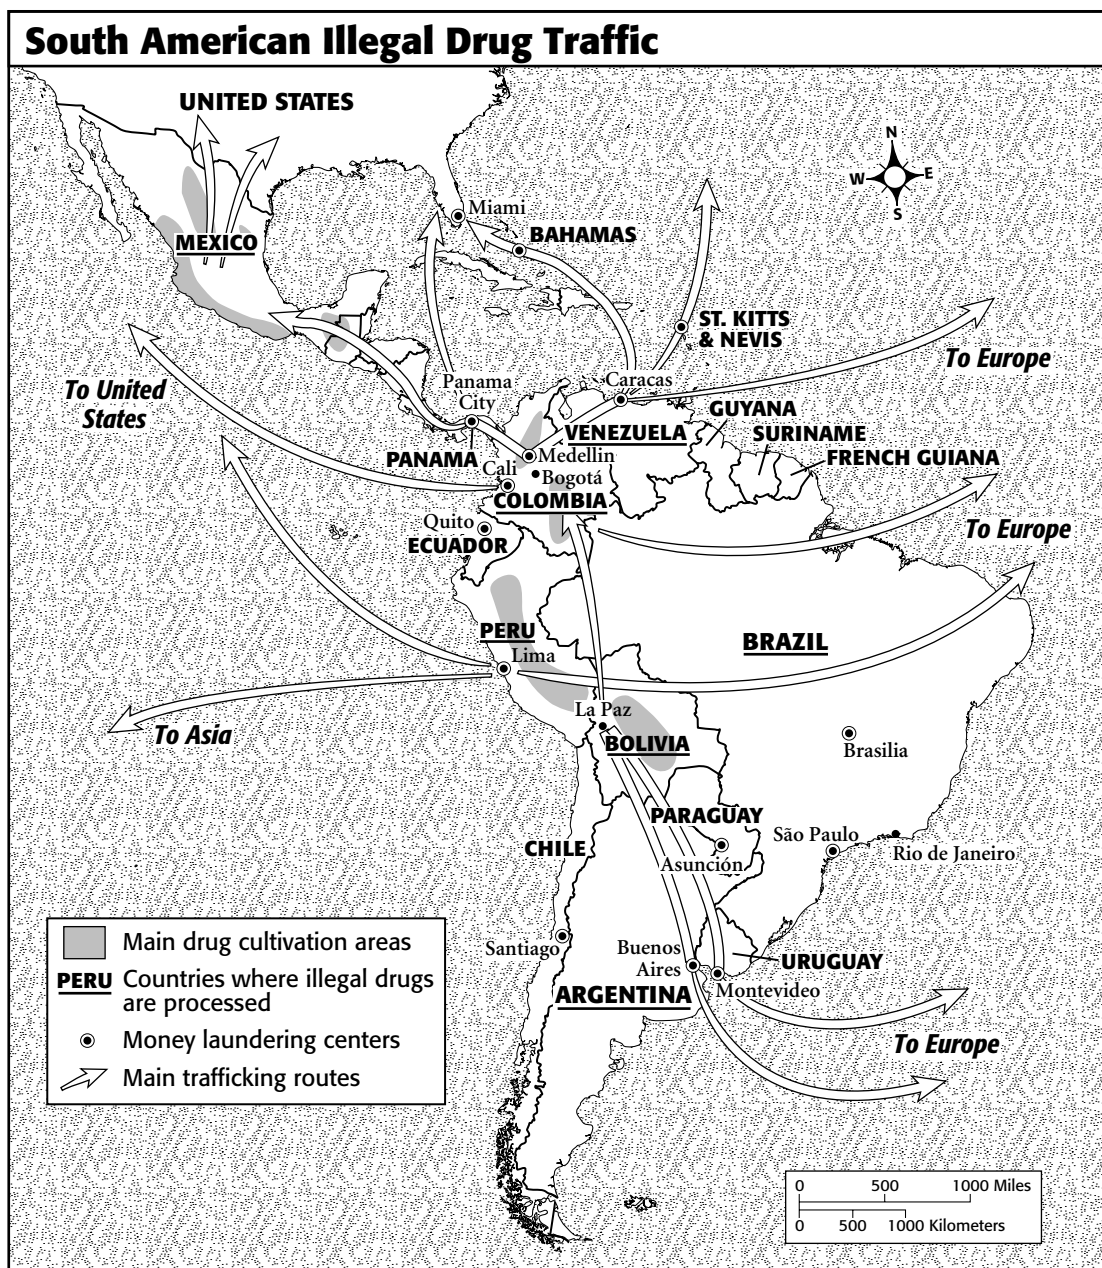 South American Illegal Drug Traffic
UNITED STATES
N
W
E
S
Miami
BAHAMAS
MEXICO
ST. KITTS
& NEVIS
To Europe
To United
States
Panama
City
Caracas
GUYANA
SURINAME
FRENCH GUIANA
VENEZUELA
PANAMA
Medellin
Cali
Bogotá
COLOMBIA
Quito
ECUADOR
To Europe
PERU
Lima
BRAZIL
La Paz
To Asia
BOLIVIA
Brasilia
PARAGUAY
São Paulo
CHILE
Asunción
Rio de Janeiro
Santiago
Buenos
Aires
URUGUAY
ARGENTINA
Montevideo
To Europe
Main drug cultivation areas
PERU Countries where illegal drugs
are processed
Money laundering centers
Main trafficking routes
0 500 1000 Miles
0 500 1000 Kilometers